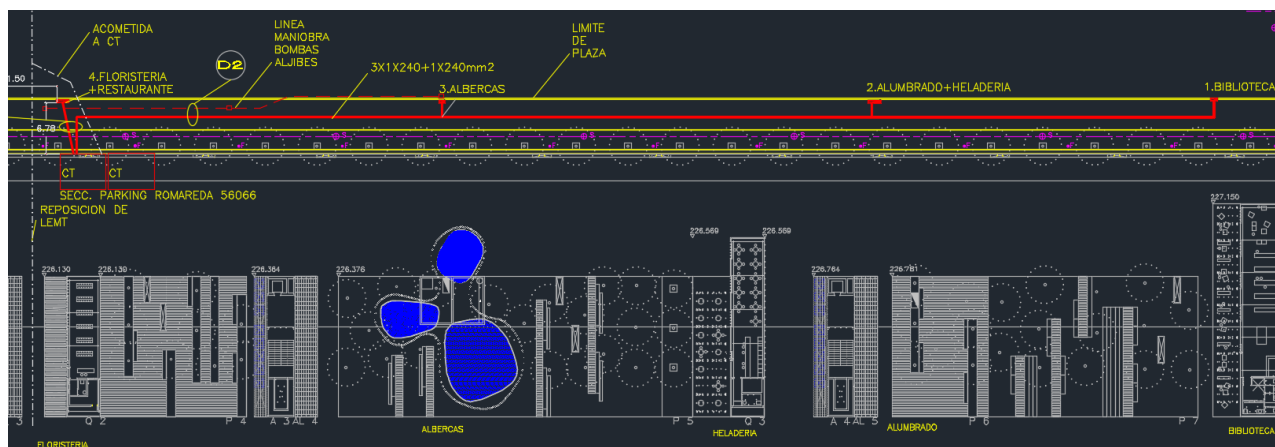 ACOMETIDA
A CT
LINEA
MANIOBRA
BOMBAS
ALJIBES
LIMITE
DE
PLAZA
D2
3X1X240+1X240mm2
1.50
4.FLORISTERIA
+RESTAURANTE
3.ALBERCAS
2.ALUMBRADO+HELADERIA
1.BIBLIOTECA
6.79
CT
CT
SECC. PARKING ROMAREDA 56066
REPOSICION DE
LEMT
227.150
226.569
226.569
226.130
226.364
226.376
226.764
226.781
3
Q 2
P 4
A 3
AL 4
P 5
Q 3
A 4
AL 5
P 6
P 7
FLORISTERIA
ALBERCAS
HELADERIA
ALUMBRADO
BIBLIOTECA